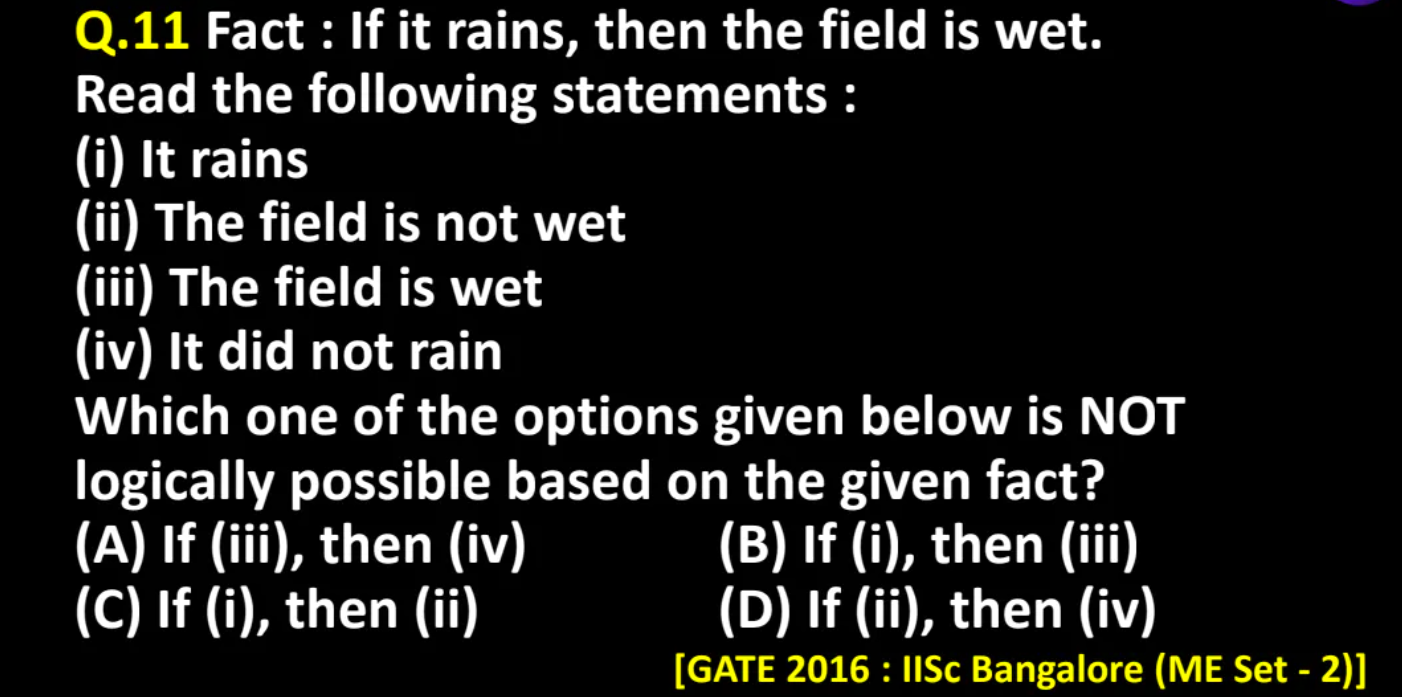 Q.11 Fact : If it rains, then the field is wet.
Read the following statements :
(i) It rains
(ii) The field is not wet
(iii) The field is wet
(iv) It did not rain
Which one of the options given below is NOT
logically possible based on the given fact?
(A) If (iii), then (iv) (B) If (i), then (iii)
(C) If (i), then (ii) (D) If (ii), then (iv)
[GATE 2016 : IISc Bangalore (ME Set - 2)]